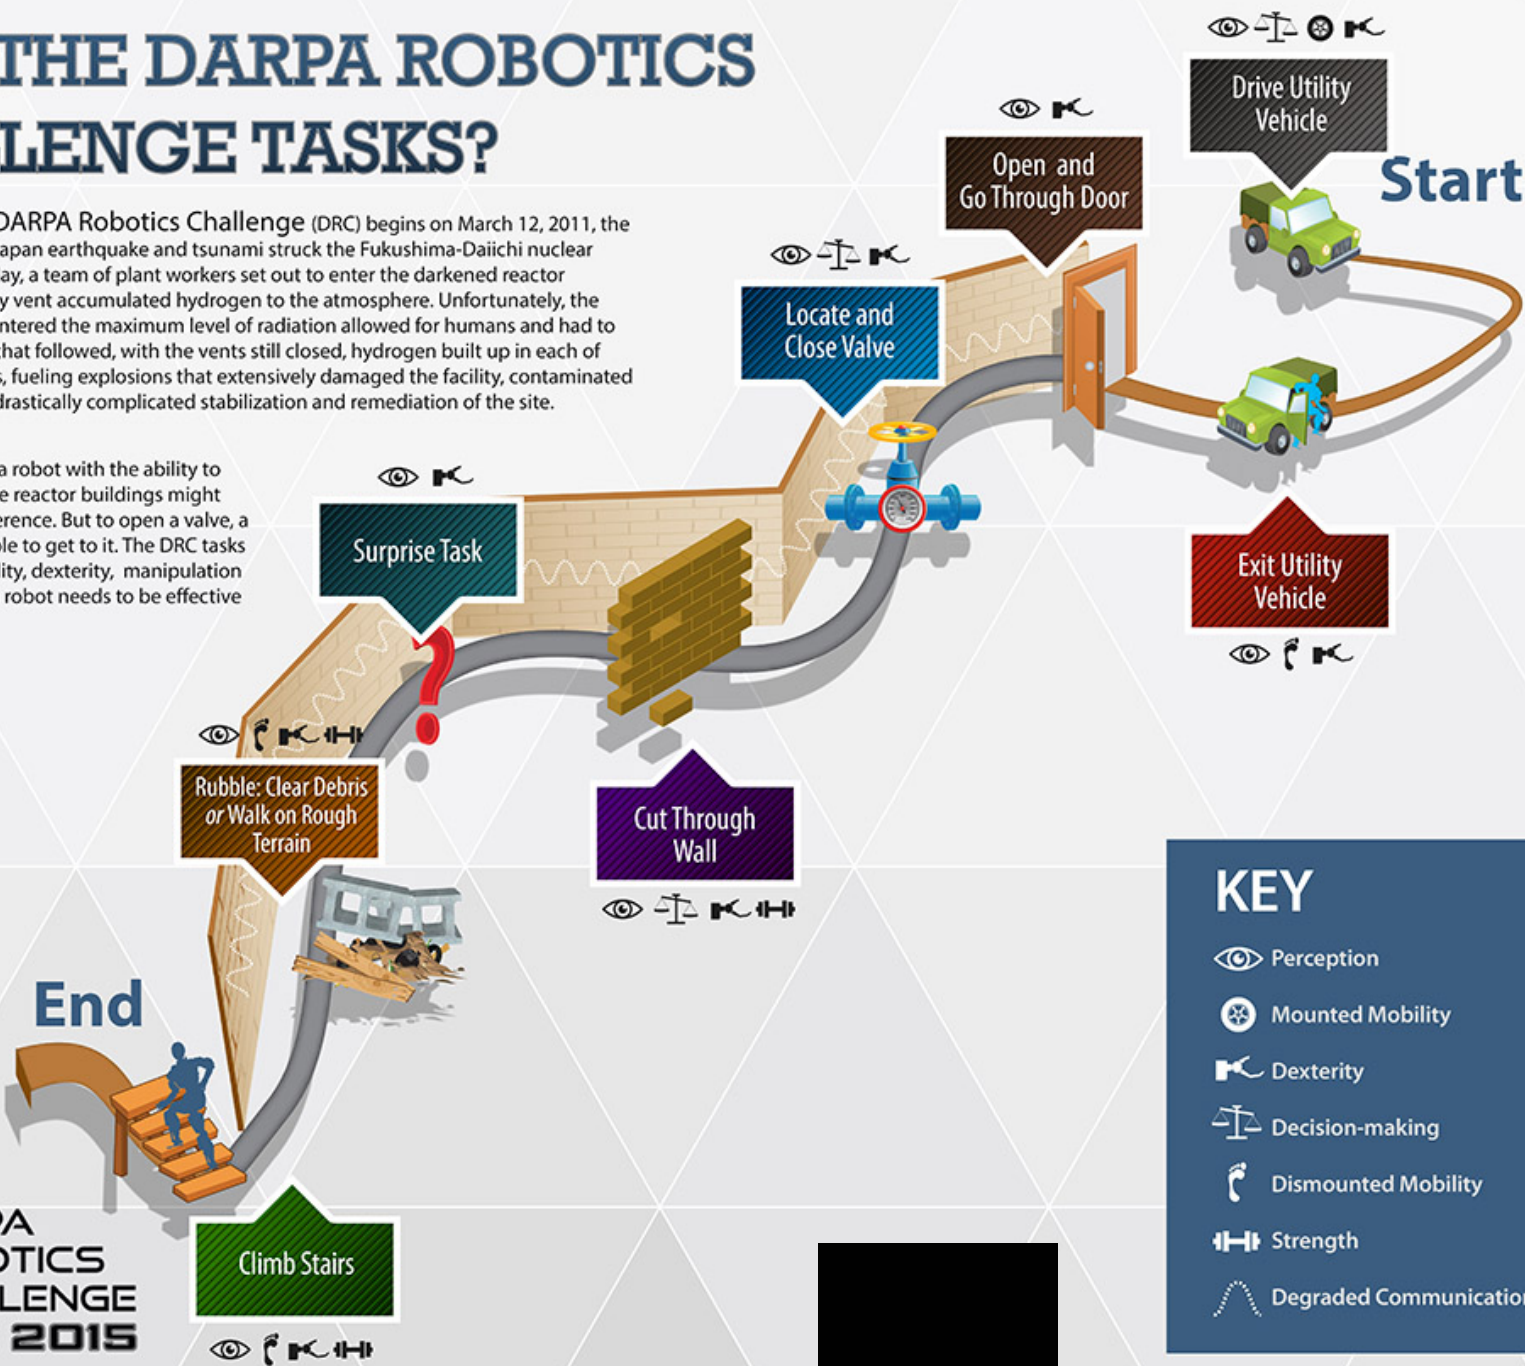 THE DARPA ROBOTICS
LENGE TASKS?
DARPA Robotics Challenge (DRC) begins on March 12, 2011, the
apan earthquake and tsunami struck the Fukushima-Daiichi nuclear
ay, a team of plant workers set out to enter the darkened reactor
y vent accumulated hydrogen to the atmosphere. Unfortunately, the
ntered the maximum level of radiation allowed for humans and had to
that followed, with the vents still closed, hydrogen built up in each of
s, fueling explosions that extensively damaged the facility, contaminated
drastically complicated stabilization and remediation of the site.
a robot with the ability to
e reactor buildings might
erence. But to open a valve, a
ole to get to it. The DRC tasks
lity, dexterity, manipulation
robot needs to be effective
Start
Drive Utility
Vehicle
Exit Utility
Vehicle
Open and
Go Through Door
Locate and
Close Valve
Cut Through
Wall
Surprise Task
Rubble: Clear Debris
or Walk on Rough
Terrain
Climb Stairs
End
PA
OTICS
LENGE
2015
KEY
Perception
Mounted Mobility
Dexterity
Decision-making
Dismounted Mobility
Strength
Degraded Communication